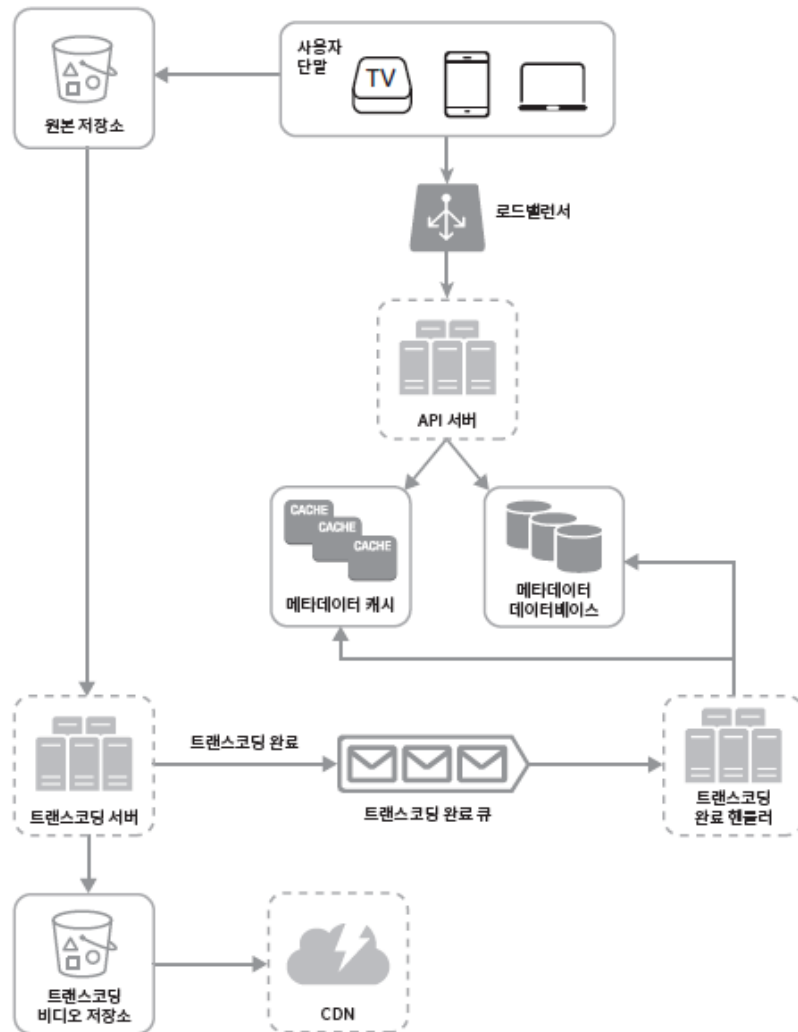 사용자
단말
TV
원본 저장소
로드밸런서
API 서버
CACHE
CACHE
CACHE
메타데이터 캐시
메타데이터
데이터베이스
트랜스코딩 완료
트랜스코딩 서버
트랜스코딩 완료 큐
트랜스코딩
완료 핸들러
트랜스코딩
비디오 저장소
CDN